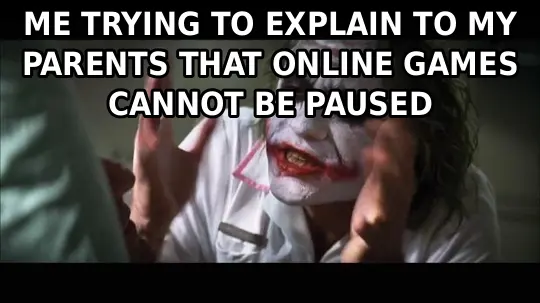 ME TRYING TO EXPLAIN TO MY
PARENTS THAT ONLINE GAMES
CANNOT BE PAUSED